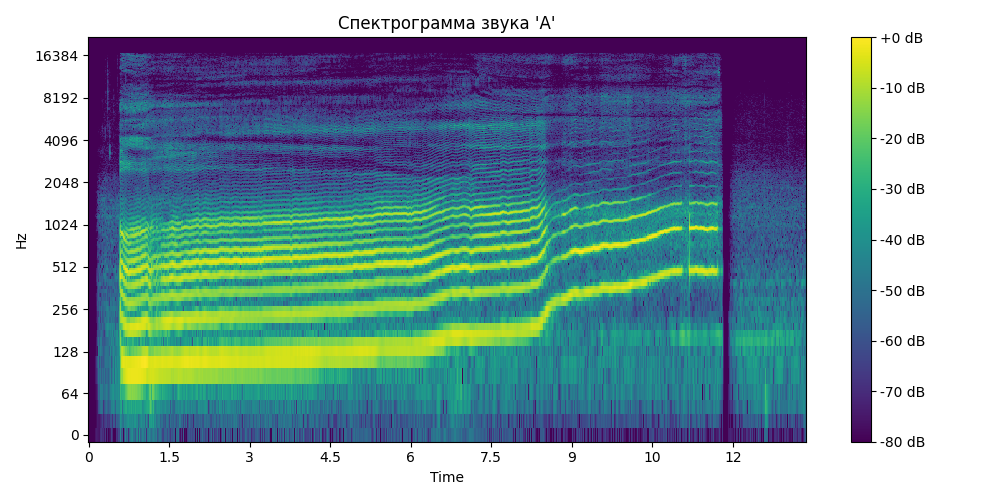 Спектрограмма звука 'А'
16384
8192
4096
2048
1024
512
256
128
64
0
Hz
0 1.5 3 4.5 6 7.5 9 10 12
Time
+0 dB
-10 dB
-20 dB
-30 dB
-40 dB
-50 dB
-60 dB
-70 dB
-80 dB